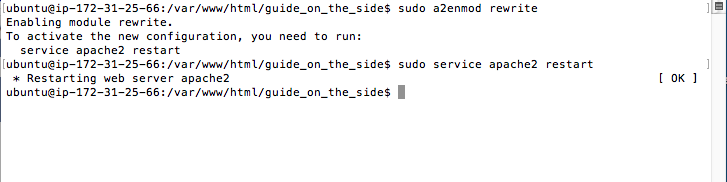 ubuntu@ip-172-31-25-66:/var/www/html/guide_on_the_side$ sudo a2enmod rewrite
Enabling module rewrite.
To activate the new configuration, you need to run:
  service apache2 restart
ubuntu@ip-172-31-25-66:/var/www/html/guide_on_the_side$ sudo service apache2 restart
 * Restarting web server apache2 [ OK ]
ubuntu@ip-172-31-25-66:/var/www/html/guide_on_the_side$